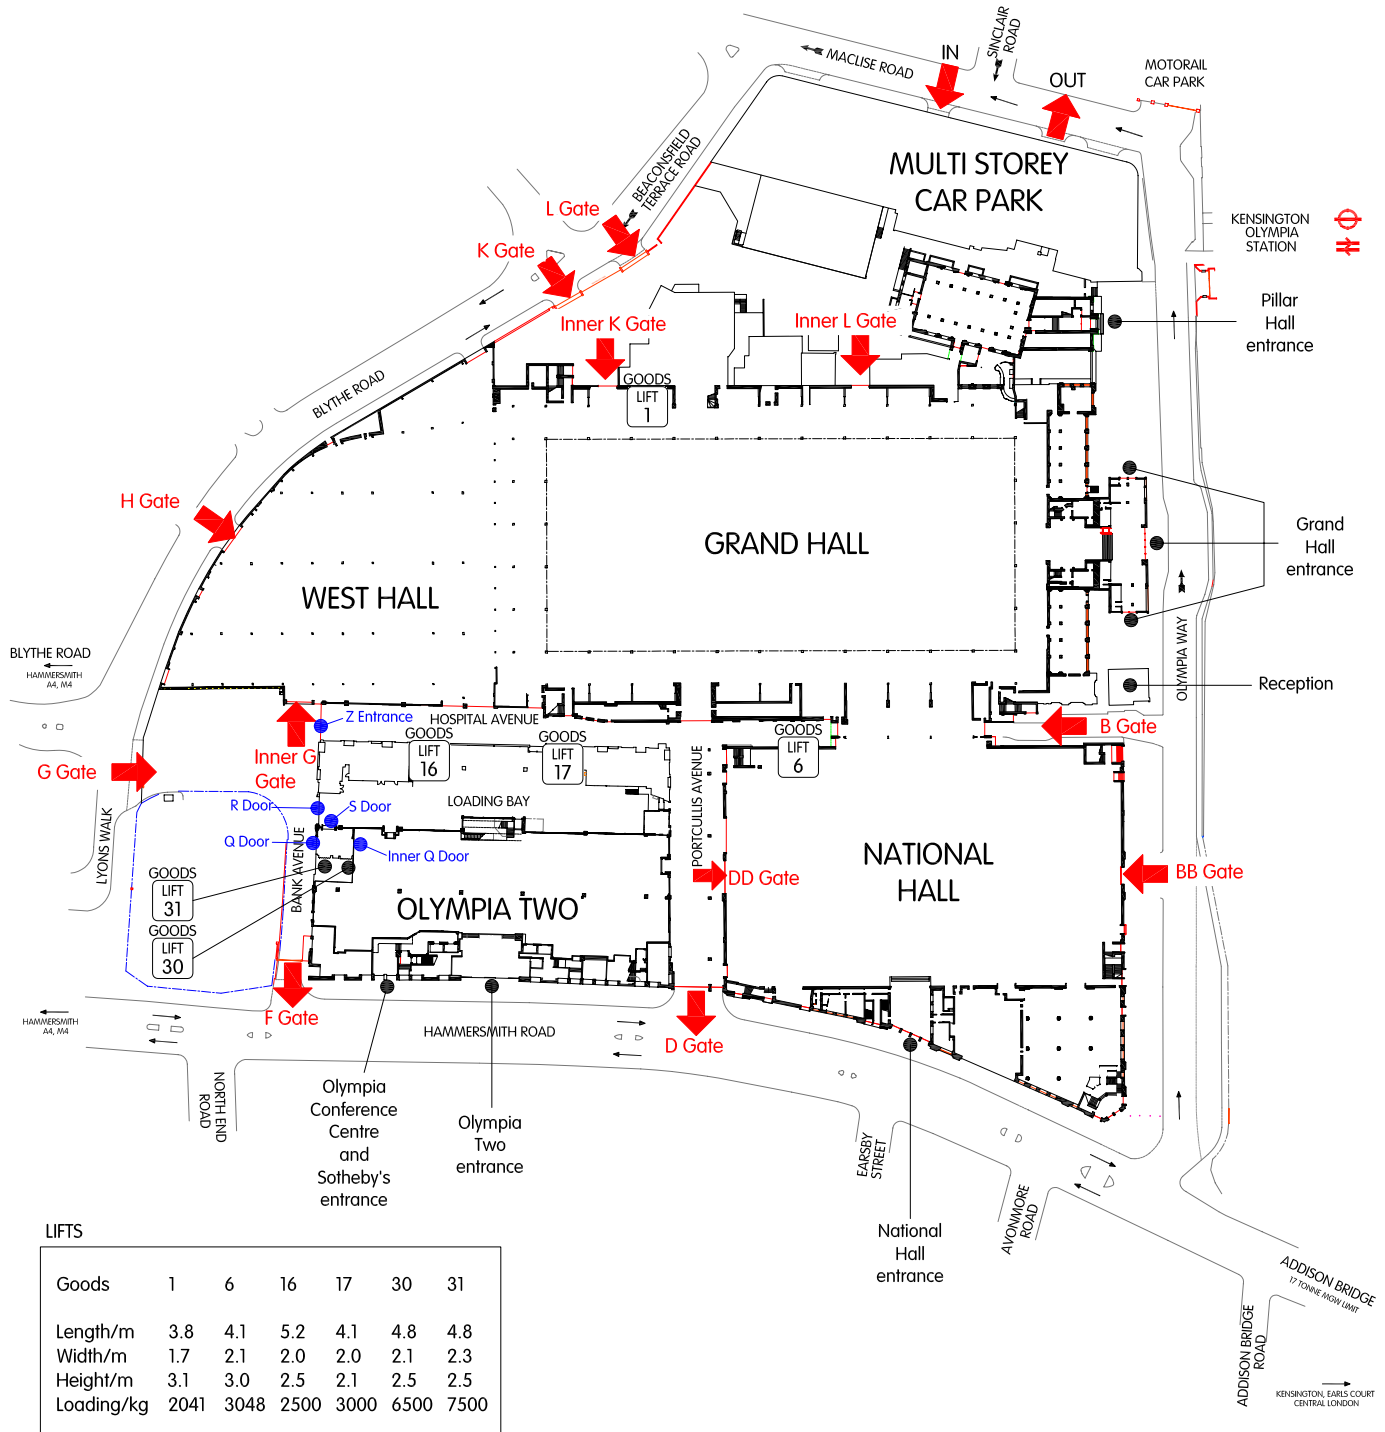 IN
SINCLAIR
ROAD
MACLISE ROAD
OUT
MOTORAIL
CAR PARK
MULTI STOREY
CAR PARK
BEACONSFIELD
TERRACE ROAD
L Gate
K Gate
KENSINGTON
OLYMPIA
STATION
Pillar
Hall
entrance
Inner K Gate
Inner L Gate
GOODS
LIFT
1
BLYTHE ROAD
H Gate
GRAND HALL
Grand
Hall
entrance
WEST HALL
OLYMPIA WAY
BLYTHE ROAD
HAMMERSMITH
A4, M4
Reception
Z Entrance
HOSPITAL AVENUE
B Gate
GOODS
LIFT
16
GOODS
LIFT
17
GOODS
LIFT
6
Inner G
Gate
G Gate
PORTCULLIS AVENUE
R Door
S Door
LOADING BAY
LYONS WALK
BANK AVENUE
Q Door
Inner Q Door
NATIONAL
HALL
DD Gate
BB Gate
GOODS
LIFT
31
OLYMPIA TWO
GOODS
LIFT
30
F Gate
HAMMERSMITH
A4, M4
HAMMERSMITH ROAD
D Gate
NORTH END
ROAD
Olympia
Conference
Centre
and
Sotheby's
entrance
Olympia
Two
entrance
EARSBY
STREET
AVONMORE
ROAD
National
Hall
entrance
ADDISON BRIDGE
17 TONNE MGW LIMIT
ADDISON BRIDGE
ROAD
KENSINGTON, EARLS COURT
CENTRAL LONDON
LIFTS
Goods 1 6 16 17 30 31
Length/m 3.8 4.1 5.2 4.1 4.8 4.8
Width/m 1.7 2.1 2.0 2.0 2.1 2.3
Height/m 3.1 3.0 2.5 2.1 2.5 2.5
Loading/kg 2041 3048 2500 3000 6500 7500